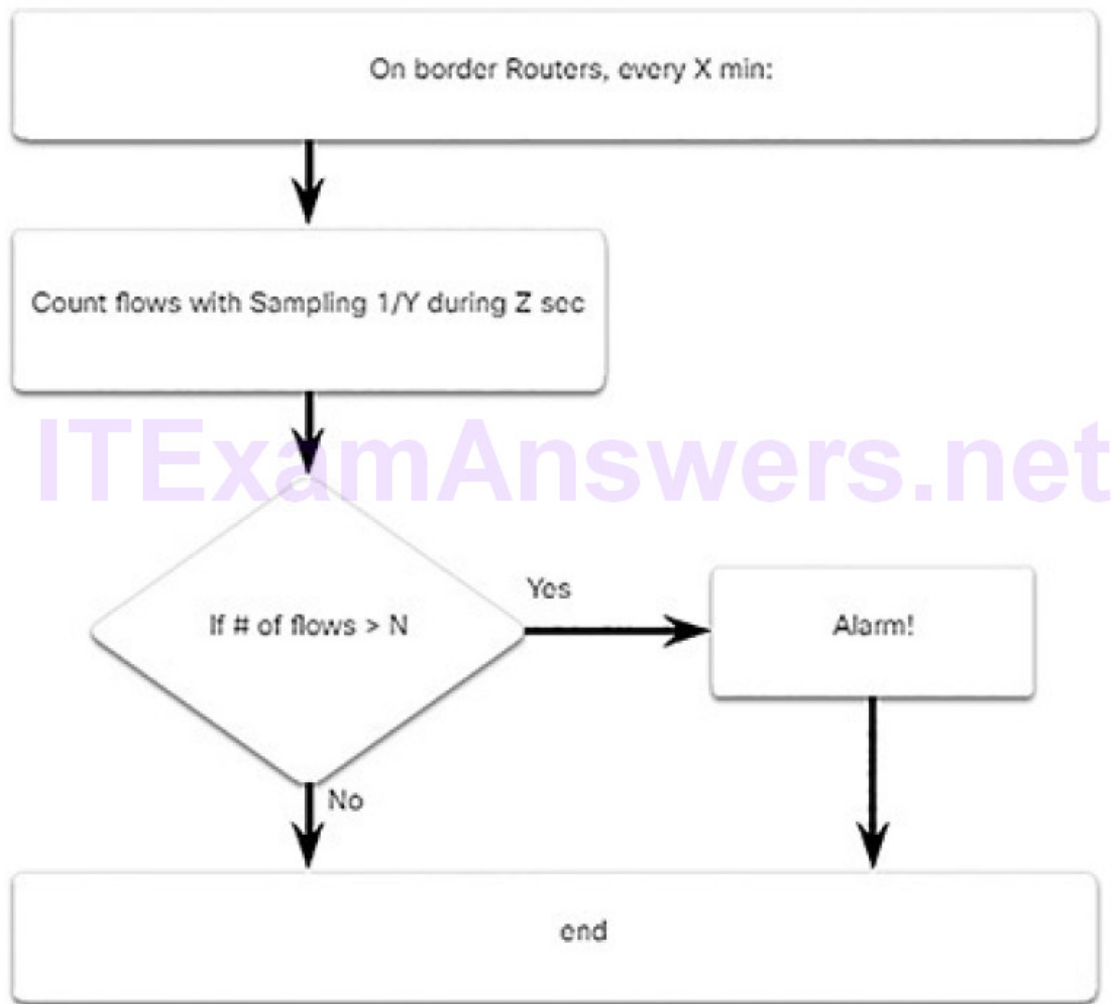 On border Routers, every X min:
Count flows with Sampling 1/Y during Z sec
ITExamAnswers.net
If # of flows > N
Yes
Alarm!
No
end